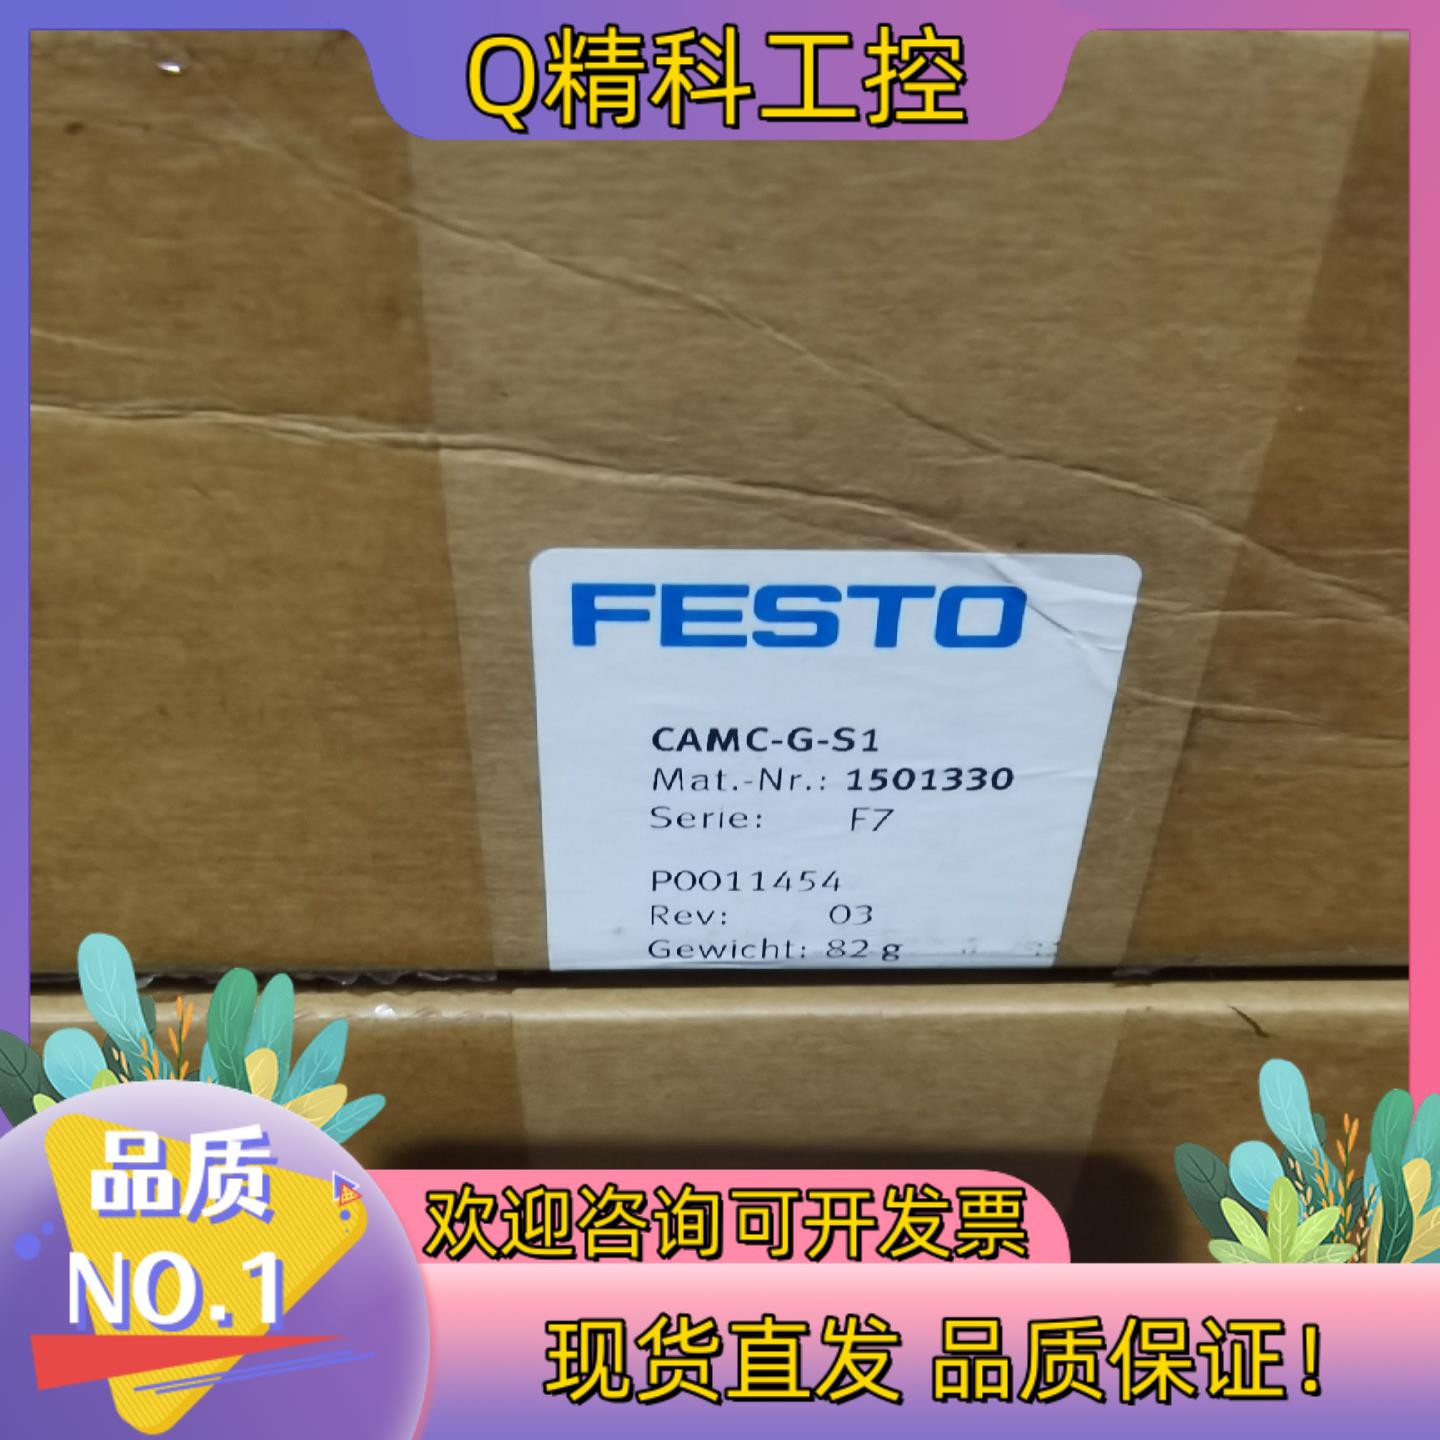 Q精科工控
FESTO
CAMC-G-S1
Mat.-Nr.: 1501330
Serie: F7
P0011454
Rev: 03
Gewicht: 82 g
品质
NO.1
欢迎咨询可开发票
现货直发 品质保证!